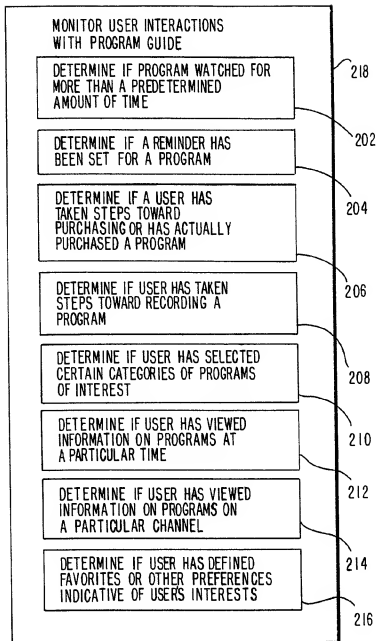 MONITOR USER INTERACTIONS
WITH PROGRAM GUIDE
218
DETERMINE IF PROGRAM WATCHED FOR
MORE THAN A PREDETERMINED
AMOUNT OF TIME
202
DETERMINE IF A REMINDER HAS
BEEN SET FOR A PROGRAM
204
DETERMINE IF A USER HAS
TAKEN STEPS TOWARD
PURCHASING OR HAS ACTUALLY
PURCHASED A PROGRAM
206
DETERMINE IF USER HAS TAKEN
STEPS TOWARD RECORDING A
PROGRAM
208
DETERMINE IF USER HAS SELECTED
CERTAIN CATEGORIES OF PROGRAMS
OF INTEREST
210
DETERMINE IF USER HAS VIEWED
INFORMATION ON PROGRAMS AT
A PARTICULAR TIME
212
DETERMINE IF USER HAS VIEWED
INFORMATION ON PROGRAMS ON
A PARTICULAR CHANNEL
214
DETERMINE IF USER HAS DEFINED
FAVORITES OR OTHER PREFERENCES
INDICATIVE OF USER'S INTERESTS
216